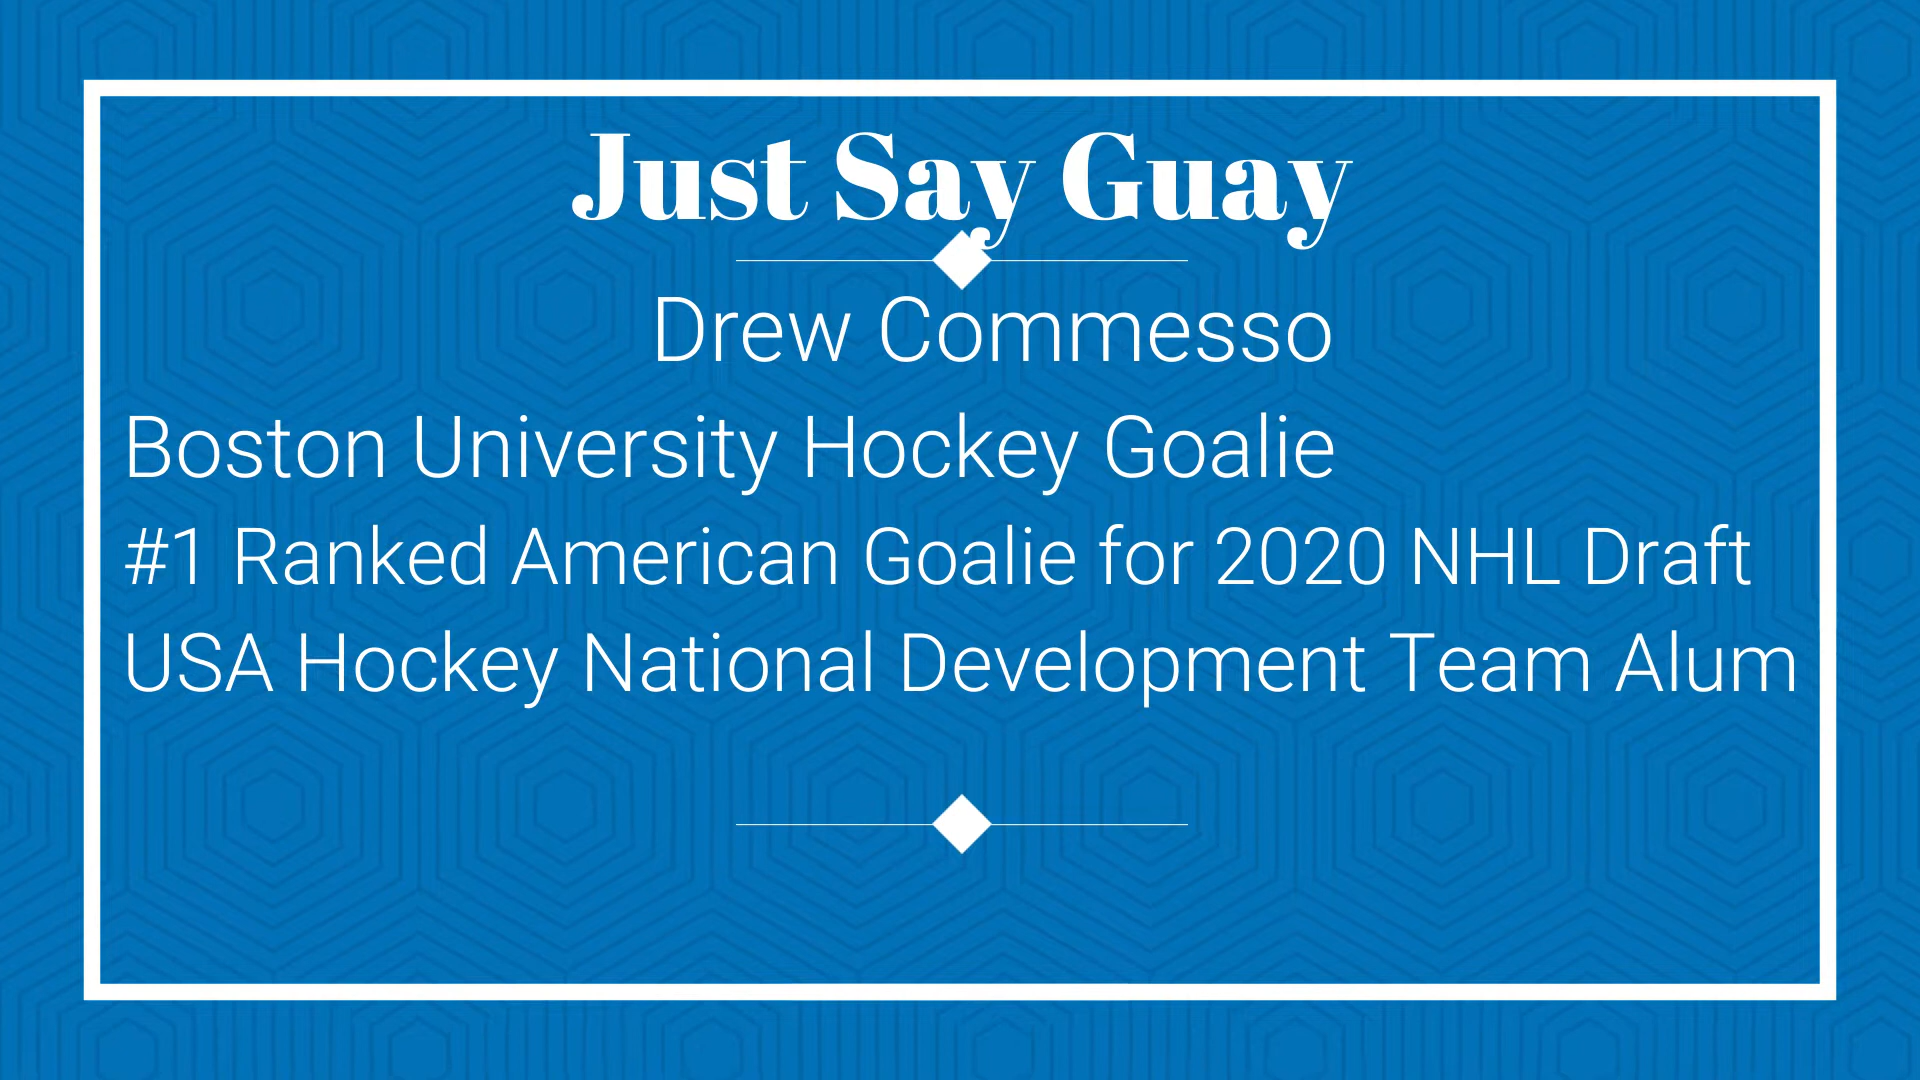 Just Say Guay
Drew Commesso
Boston University Hockey Goalie
#1 Ranked American Goalie for 2020 NHL Draft
USA Hockey National Development Team Alum